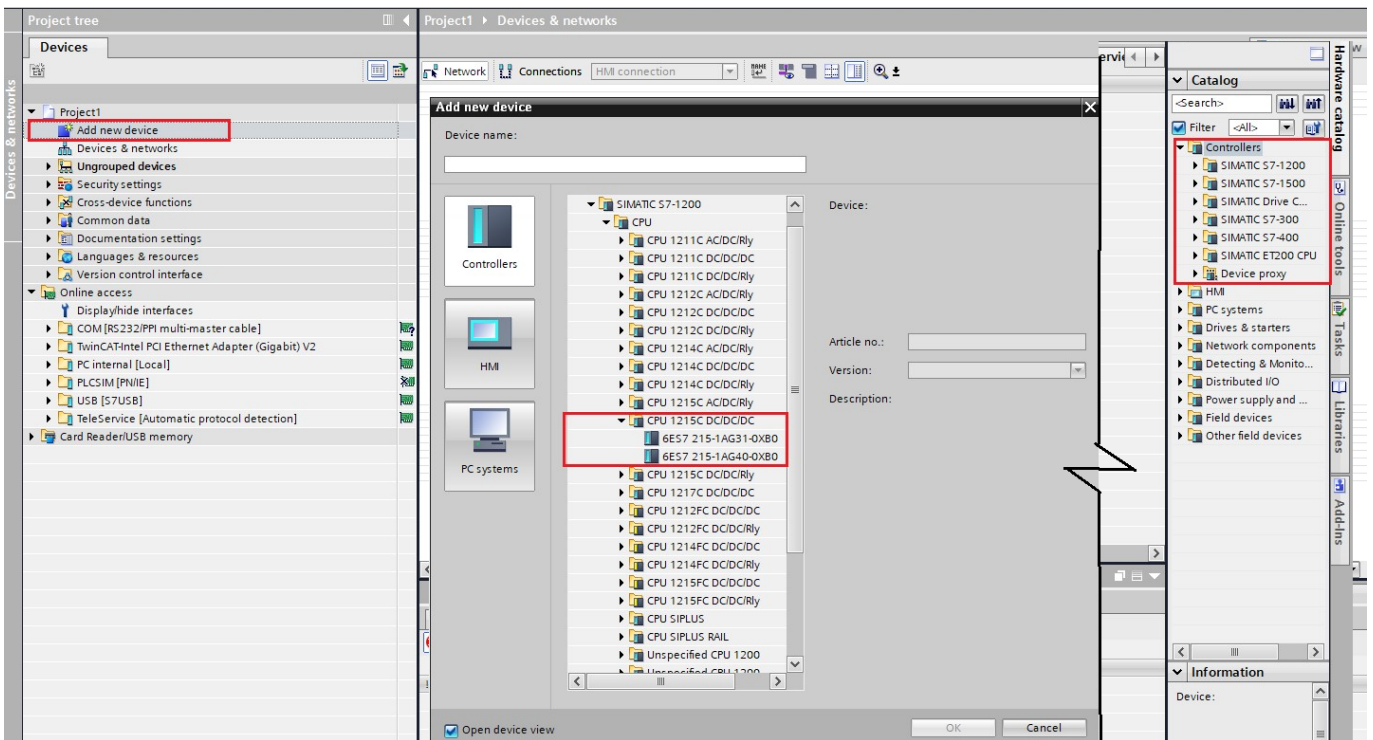 Project tree
Devices
Project1
Add new device
Devices & networks
Ungrouped devices
Security settings
Cross-device functions
Common data
Documentation settings
Languages & resources
Version control interface
Online access
Display/hide interfaces
COM [RS232/PPI multi-master cable]
TwinCAT-Intel PCI Ethernet Adapter (Gigabit) V2
PC internal [Local]
PLCSIM [PN/IE]
USB [S7USB]
TeleService [Automatic protocol detection]
Card Reader/USB memory
Devices & networks
Project1 ▸ Devices & networks
Network Connections HMI connection
Add new device
Device name:
Controllers
HMI
PC systems
SIMATIC S7-1200
CPU
CPU 1211C AC/DC/Rly
CPU 1211C DC/DC/DC
CPU 1211C DC/DC/Rly
CPU 1212C AC/DC/Rly
CPU 1212C DC/DC/DC
CPU 1212C DC/DC/Rly
CPU 1214C AC/DC/Rly
CPU 1214C DC/DC/DC
CPU 1214C DC/DC/Rly
CPU 1215C AC/DC/Rly
CPU 1215C DC/DC/DC
6ES7 215-1AG31-0XB0
6ES7 215-1AG40-0XB0
CPU 1215C DC/DC/Rly
CPU 1217C DC/DC/DC
CPU 1212FC DC/DC/DC
CPU 1212FC DC/DC/Rly
CPU 1214FC DC/DC/DC
CPU 1214FC DC/DC/Rly
CPU 1215FC DC/DC/DC
CPU 1215FC DC/DC/Rly
CPU SIPLUS
CPU SIPLUS RAIL
Unspecified CPU 1200
Device:
Article no.:
Version:
Description:
Open device view
OK
Cancel
ervi
Catalog
<Search>
Filter <All>
Controllers
SIMATIC S7-1200
SIMATIC S7-1500
SIMATIC Drive C...
SIMATIC S7-300
SIMATIC S7-400
SIMATIC ET200 CPU
Device proxy
HMI
PC systems
Drives & starters
Network components
Detecting & Monito...
Distributed I/O
Power supply and ...
Field devices
Other field devices
Information
Device:
Hardware catalog
Online tools
Tasks
Libraries
Add-Ins